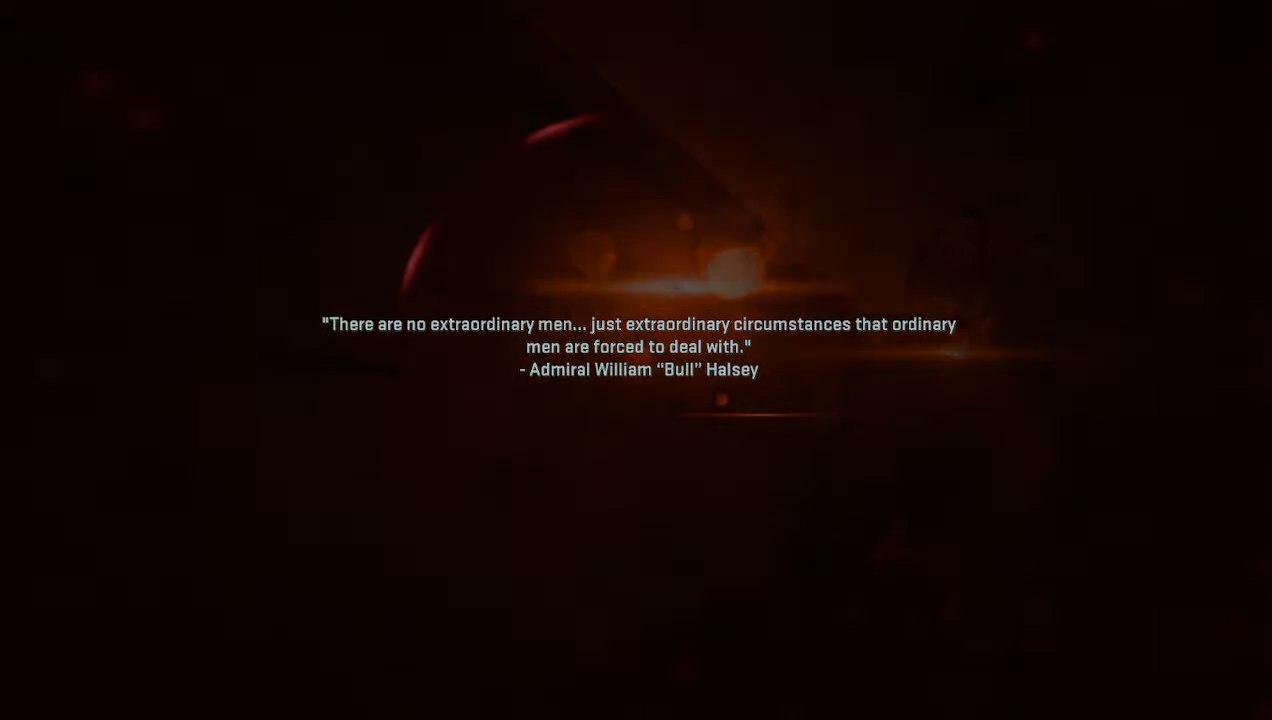 "There are no extraordinary men... just extraordinary circumstances that ordinary
men are forced to deal with."
- Admiral William “Bull” Halsey